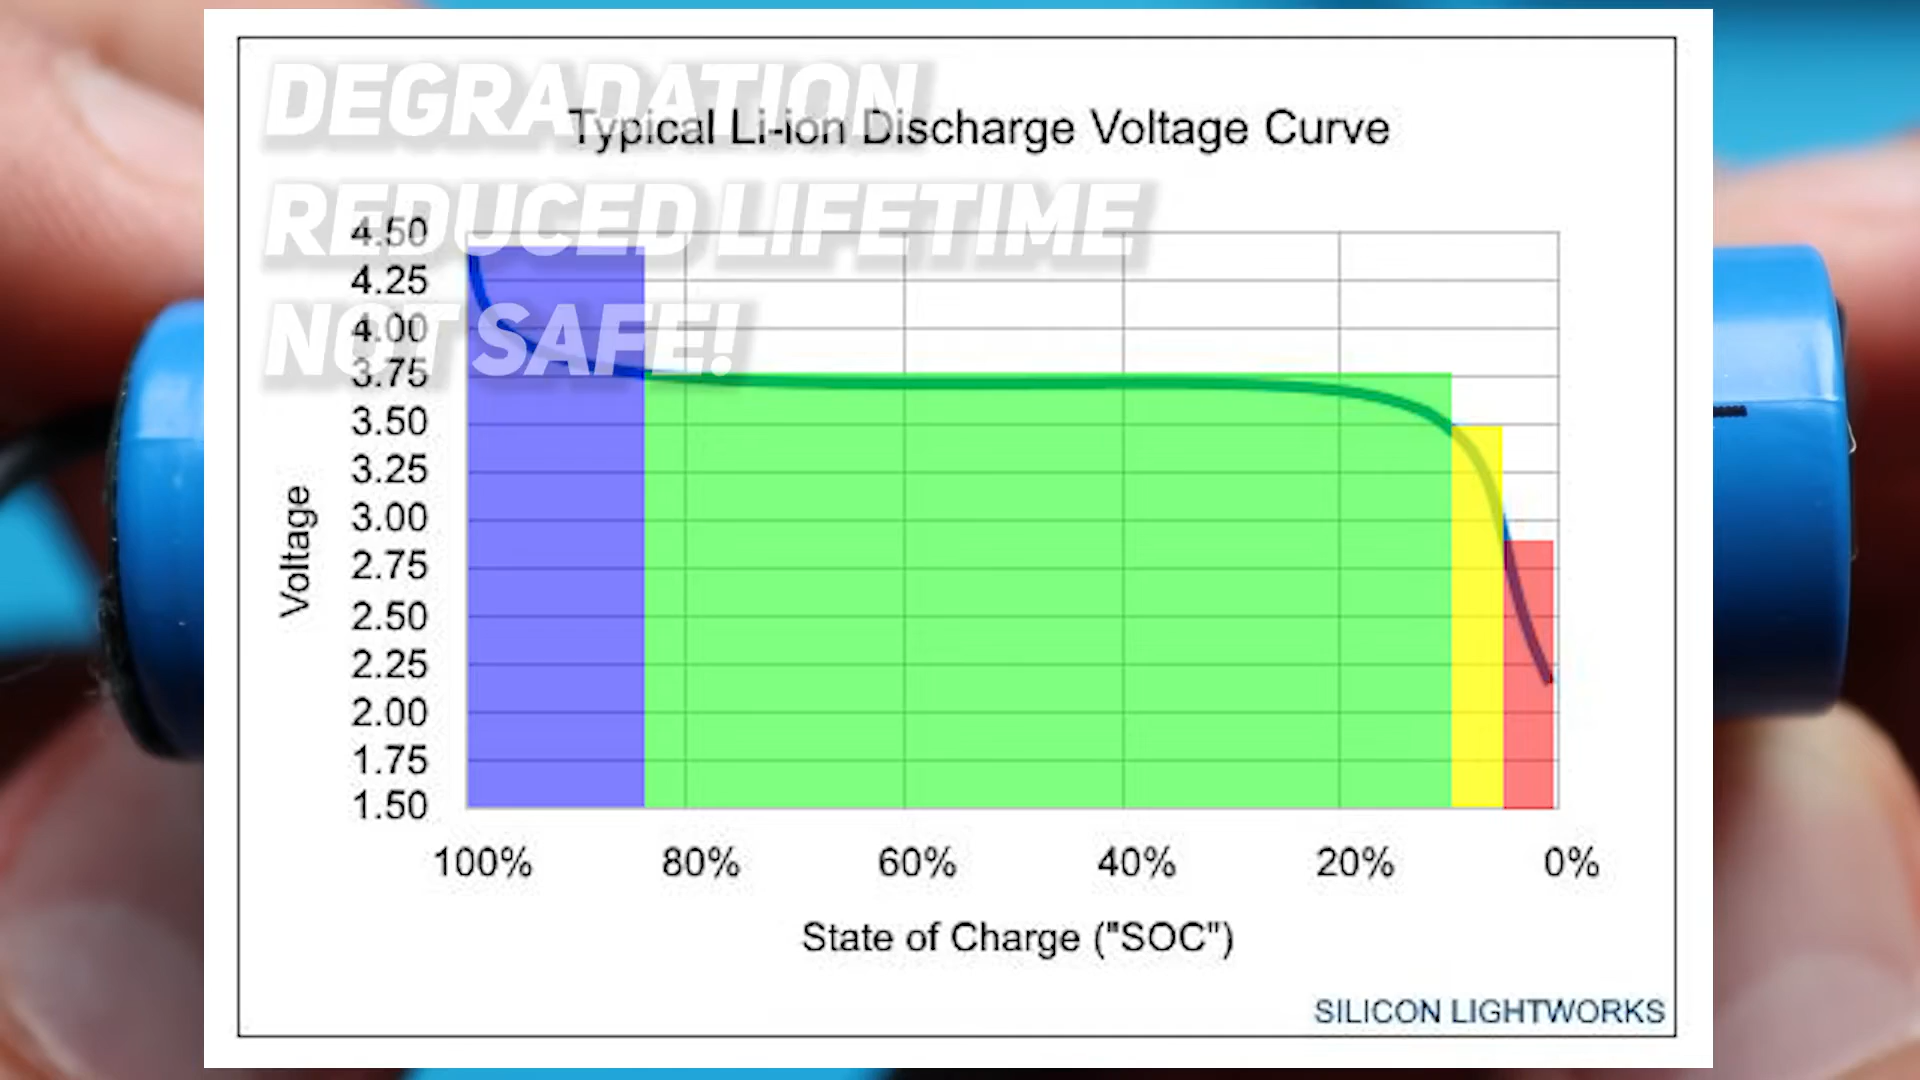 DEGRADATION
Typical Li-ion Discharge Voltage Curve
REDUCED LIFETIME
NOT SAFE!
4.50
4.25
4.00
3.75
3.50
3.25
3.00
2.75
2.50
2.25
2.00
1.75
1.50
Voltage
100% 80% 60% 40% 20% 0%
State of Charge ("SOC")
SILICON LIGHTWORKS